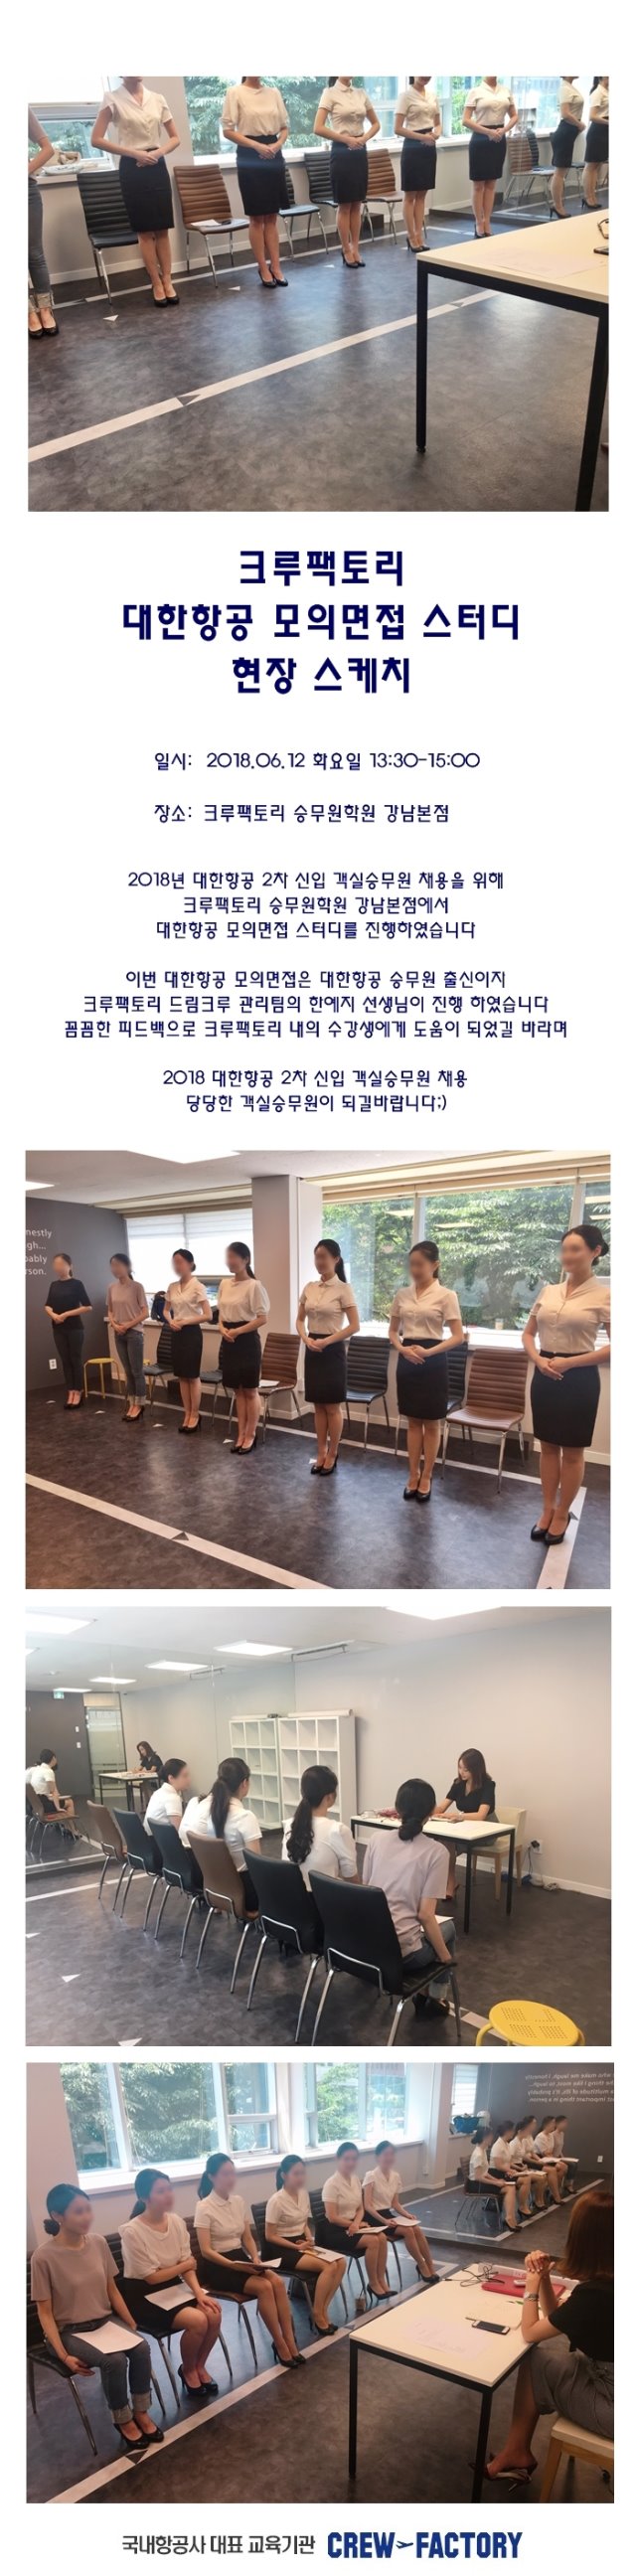 크루팩토리
대한항공 모의면접 스터디
현장 스케치
일시: 2018.06.12 화요일 13:30-15:00
장소: 크루팩토리 승무원학원 강남본점
2018년 대한항공 2차 신입 객실승무원 채용을 위해
크루팩토리 승무원학원 강남본점에서
대한항공 모의면접 스터디를 진행하였습니다
이번 대한항공 모의면접은 대한항공 승무원 출신이자
크루팩토리 드림크루 관리팀의 한예지 선생님이 진행 하였습니다
꼼꼼한 피드백으로 크루팩토리 내의 수강생에게 도움이 되었길 바라며
2018 대한항공 2차 신입 객실승무원 채용
당당한 객실승무원이 되길바랍니다;)
국내항공사 대표 교육기관 CREW FACTORY